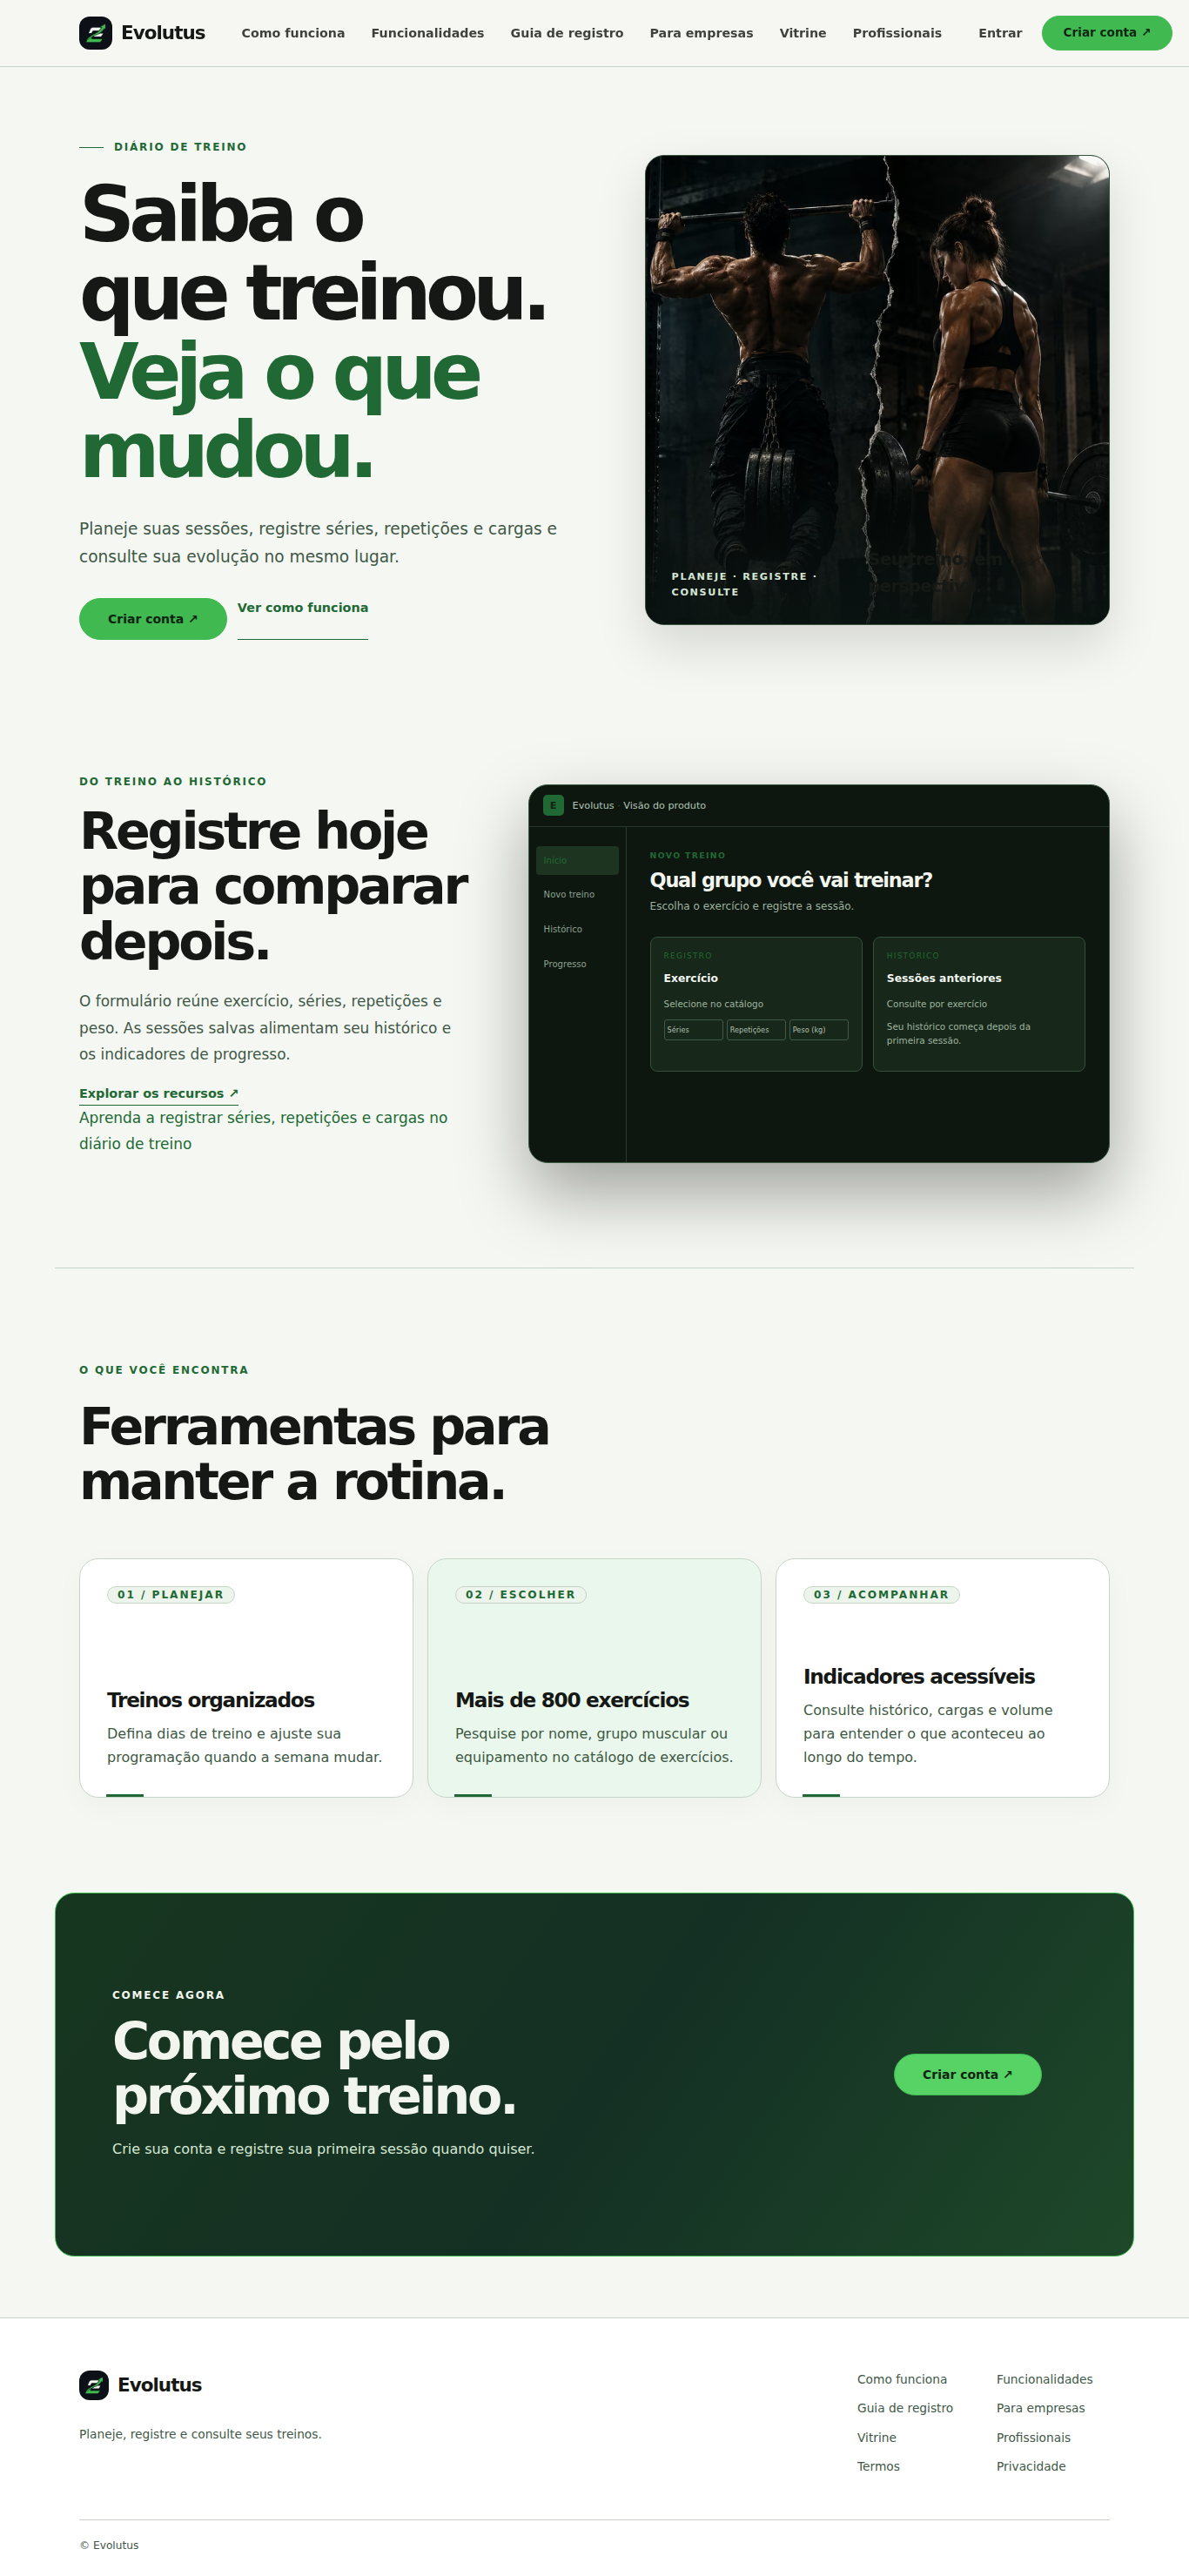 Evolutus
Como funciona
Funcionalidades
Guia de registro
Para empresas
Vitrine
Profissionais
Entrar
Criar conta ↗
DIÁRIO DE TREINO
Saiba o
que treinou.
Veja o que
mudou.
Planeje suas sessões, registre séries, repetições e cargas e
consulte sua evolução no mesmo lugar.
Criar conta ↗
Ver como funciona
PLANEJE · REGISTRE ·
CONSULTE
Seu treino em
DO TREINO AO HISTÓRICO
Registre hoje
para comparar
depois.
O formulário reúne exercício, séries, repetições e
peso. As sessões salvas alimentam seu histórico e
os indicadores de progresso.
Explorar os recursos ↗
Aprenda a registrar séries, repetições e cargas no
diário de treino
E
Evolutus · Visão do produto
Início
Novo treino
Histórico
Progresso
NOVO TREINO
Qual grupo você vai treinar?
Escolha o exercício e registre a sessão.
REGISTRO
Exercício
Selecione no catálogo
Séries
Repetições
Peso (kg)
HISTÓRICO
Sessões anteriores
Consulte por exercício
Seu histórico começa depois da
primeira sessão.
O QUE VOCÊ ENCONTRA
Ferramentas para
manter a rotina.
01 / PLANEJAR
Treinos organizados
Defina dias de treino e ajuste sua
programação quando a semana mudar.
02 / ESCOLHER
Mais de 800 exercícios
Pesquise por nome, grupo muscular ou
equipamento no catálogo de exercícios.
03 / ACOMPANHAR
Indicadores acessíveis
Consulte histórico, cargas e volume
para entender o que aconteceu ao
longo do tempo.
COMECE AGORA
Comece pelo
próximo treino.
Crie sua conta e registre sua primeira sessão quando quiser.
Criar conta ↗
Evolutus
Planeje, registre e consulte seus treinos.
Como funciona
Funcionalidades
Guia de registro
Para empresas
Vitrine
Profissionais
Termos
Privacidade
© Evolutus